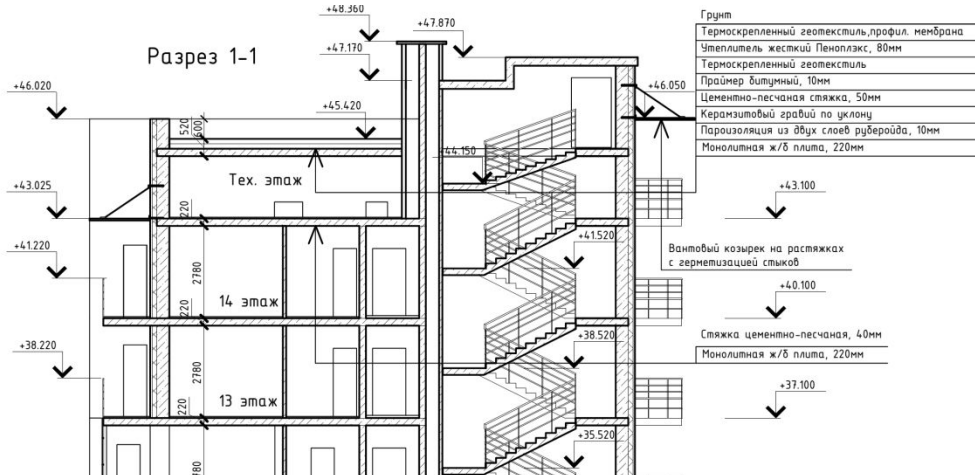 +48.360
+47.870
Разрез 1-1
+47.170
+46.020
+45.420
520
600
+44.150
+46.050
Грунт
Термоскрепленный геотекстиль,профил. мембрана
Утеплитель жесткий Пеноплэкс, 80мм
Термоскрепленный геотекстиль
Праймер битумный, 10мм
Цементно-песчаная стяжка, 50мм
Керамзитовый гравий по уклону
Пароизоляция из двух слоев рубероида, 10мм
Монолитная ж/б плита, 220мм
Тех. этаж
+43.025
220
+43.100
+41.220
+41.520
Вантовый козырек на растяжках
с герметизацией стыков
2780
14 этаж
220
+40.100
+38.220
+38.520
Стяжка цементно-песчаная, 40мм
Монолитная ж/б плита, 220мм
2780
13 этаж
220
+37.100
+35.520
2780